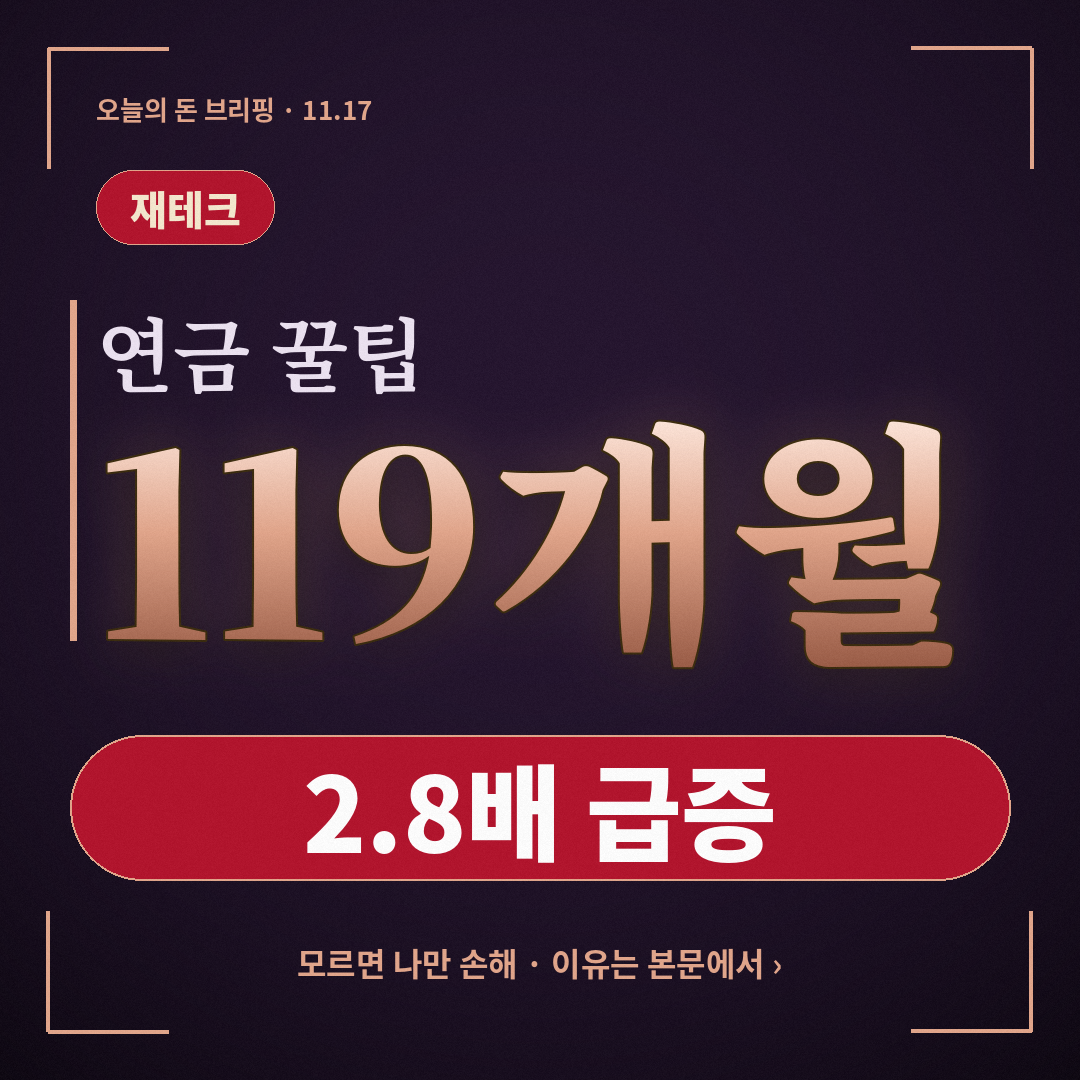 오늘의 돈 브리핑 · 11.17
재테크
연금 꿀팁
119개월
2.8배 급증
모르면 나만 손해 · 이유는 본문에서 ›